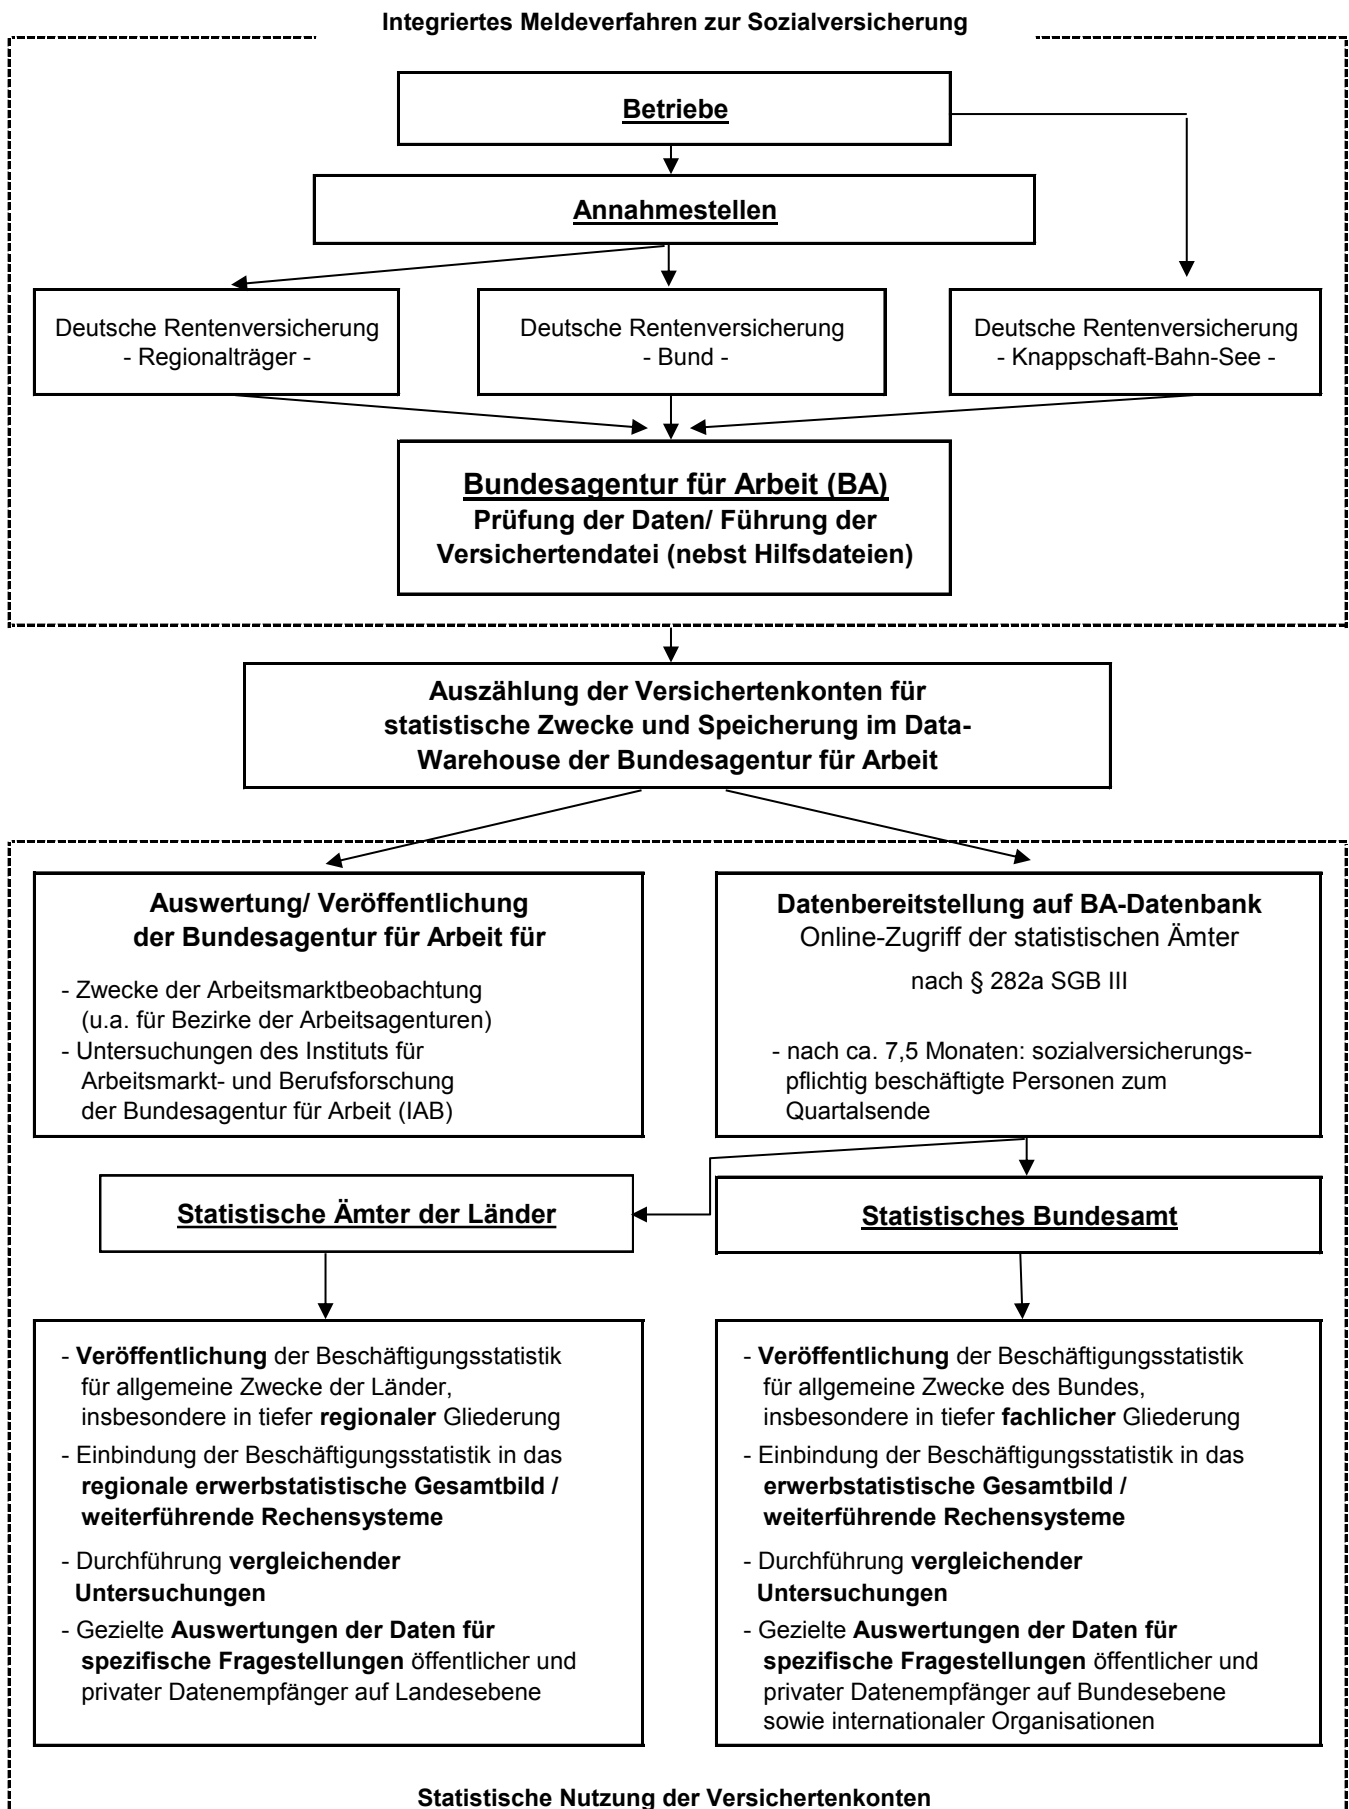 Integriertes Meldeverfahren zur Sozialversicherung
Betriebe
Annahmestellen
Deutsche Rentenversicherung
- Regionalträger -
Deutsche Rentenversicherung
- Bund -
Deutsche Rentenversicherung
- Knappschaft-Bahn-See -
Bundesagentur für Arbeit (BA)
Prüfung der Daten/ Führung der
Versichertendatei (nebst Hilfsdateien)
Auszählung der Versichertenkonten für
statistische Zwecke und Speicherung im Data-
Warehouse der Bundesagentur für Arbeit
Auswertung/ Veröffentlichung
der Bundesagentur für Arbeit für
- Zwecke der Arbeitsmarktbeobachtung
(u.a. für Bezirke der Arbeitsagenturen)
- Untersuchungen des Instituts für
Arbeitsmarkt- und Berufsforschung
der Bundesagentur für Arbeit (IAB)
Datenbereitstellung auf BA-Datenbank
Online-Zugriff der statistischen Ämter
nach § 282a SGB III
- nach ca. 7,5 Monaten: sozialversicherungs-
pflichtig beschäftigte Personen zum
Quartalsende
Statistische Ämter der Länder
Statistisches Bundesamt
- Veröffentlichung der Beschäftigungsstatistik
für allgemeine Zwecke der Länder,
insbesondere in tiefer regionaler Gliederung
- Einbindung der Beschäftigungsstatistik in das
regionale erwerbstatistische Gesamtbild /
weiterführende Rechensysteme
- Durchführung vergleichender
Untersuchungen
- Gezielte Auswertungen der Daten für
spezifische Fragestellungen öffentlicher und
privater Datenempfänger auf Landesebene
- Veröffentlichung der Beschäftigungsstatistik
für allgemeine Zwecke des Bundes,
insbesondere in tiefer fachlicher Gliederung
- Einbindung der Beschäftigungsstatistik in das
erwerbstatistische Gesamtbild /
weiterführende Rechensysteme
- Durchführung vergleichender
Untersuchungen
- Gezielte Auswertungen der Daten für
spezifische Fragestellungen öffentlicher und
privater Datenempfänger auf Bundesebene
sowie internationaler Organisationen
Statistische Nutzung der Versichertenkonten